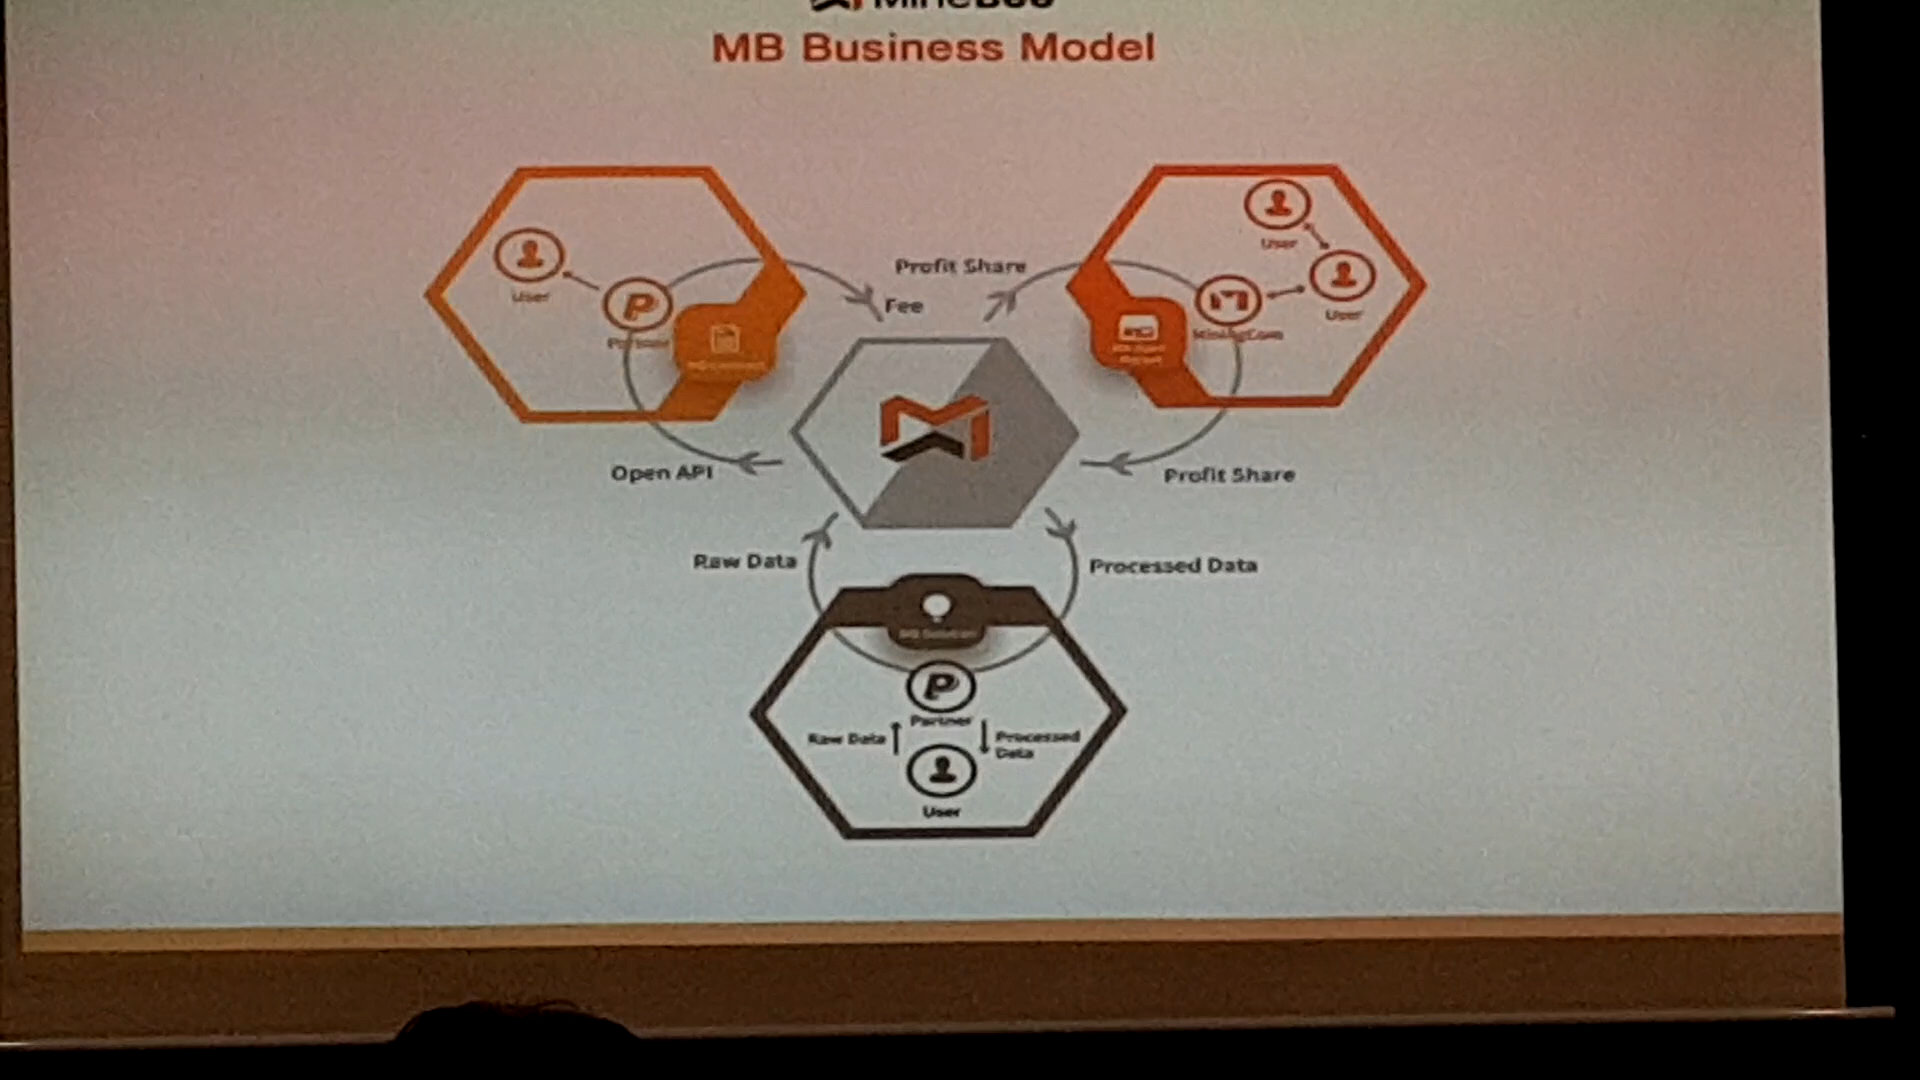 MB Business Model
User
Partner
Profit Share
Fee
User
User
MiningCom
Open API
Profit Share
Raw Data
Processed Data
Partner
Raw Data
Processed
Data
User